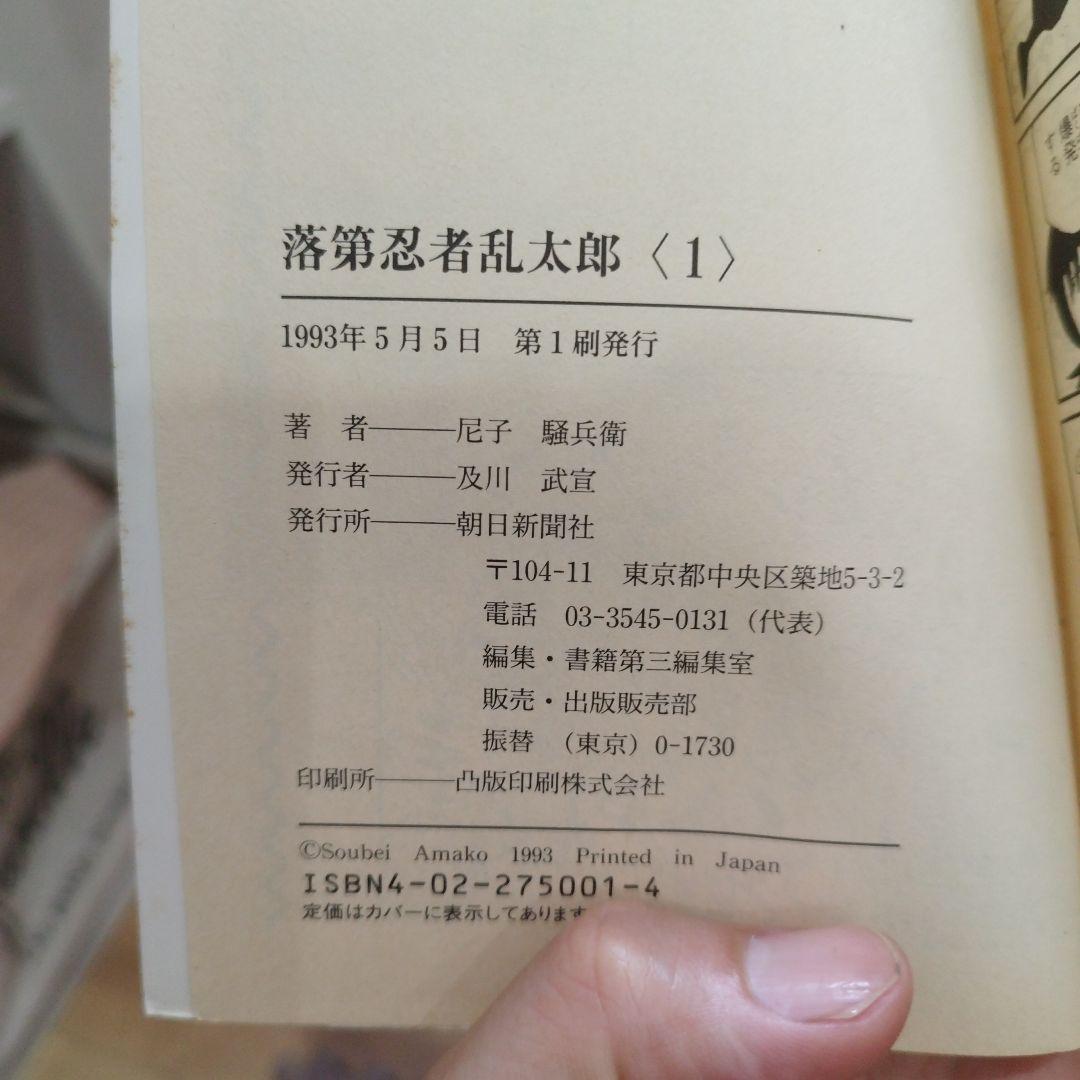 落第忍者乱太郎〈1〉
1993年5月5日 第1刷発行
著 者――尼子 騒兵衛
発行者――及川 武宣
発行所――朝日新聞社
〒104-11 東京都中央区築地5-3-2
電話 03-3545-0131（代表）
編集・書籍第三編集室
販売・出版販売部
振替 （東京）0-1730
印刷所――凸版印刷株式会社
©Soubei Amako 1993 Printed in Japan
ISBN4-02-275001-4
定価はカバーに表示してあります
爆発
する